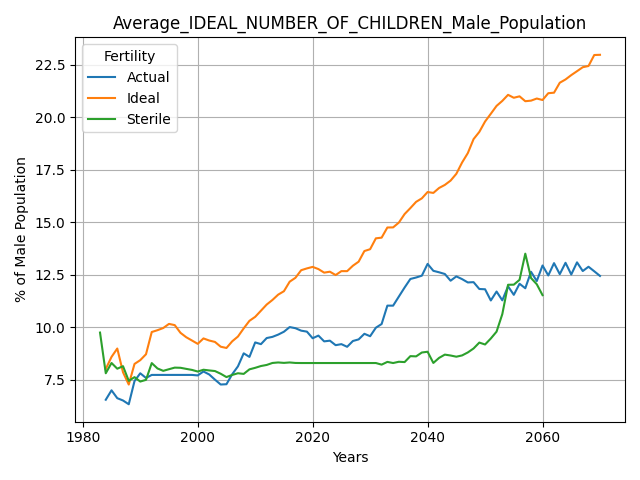 Average_IDEAL_NUMBER_OF_CHILDREN_Male_Population
Fertility
Actual
Ideal
Sterile
% of Male Population
22.5
20.0
17.5
15.0
12.5
10.0
7.5
1980
2000
2020
2040
2060
Years